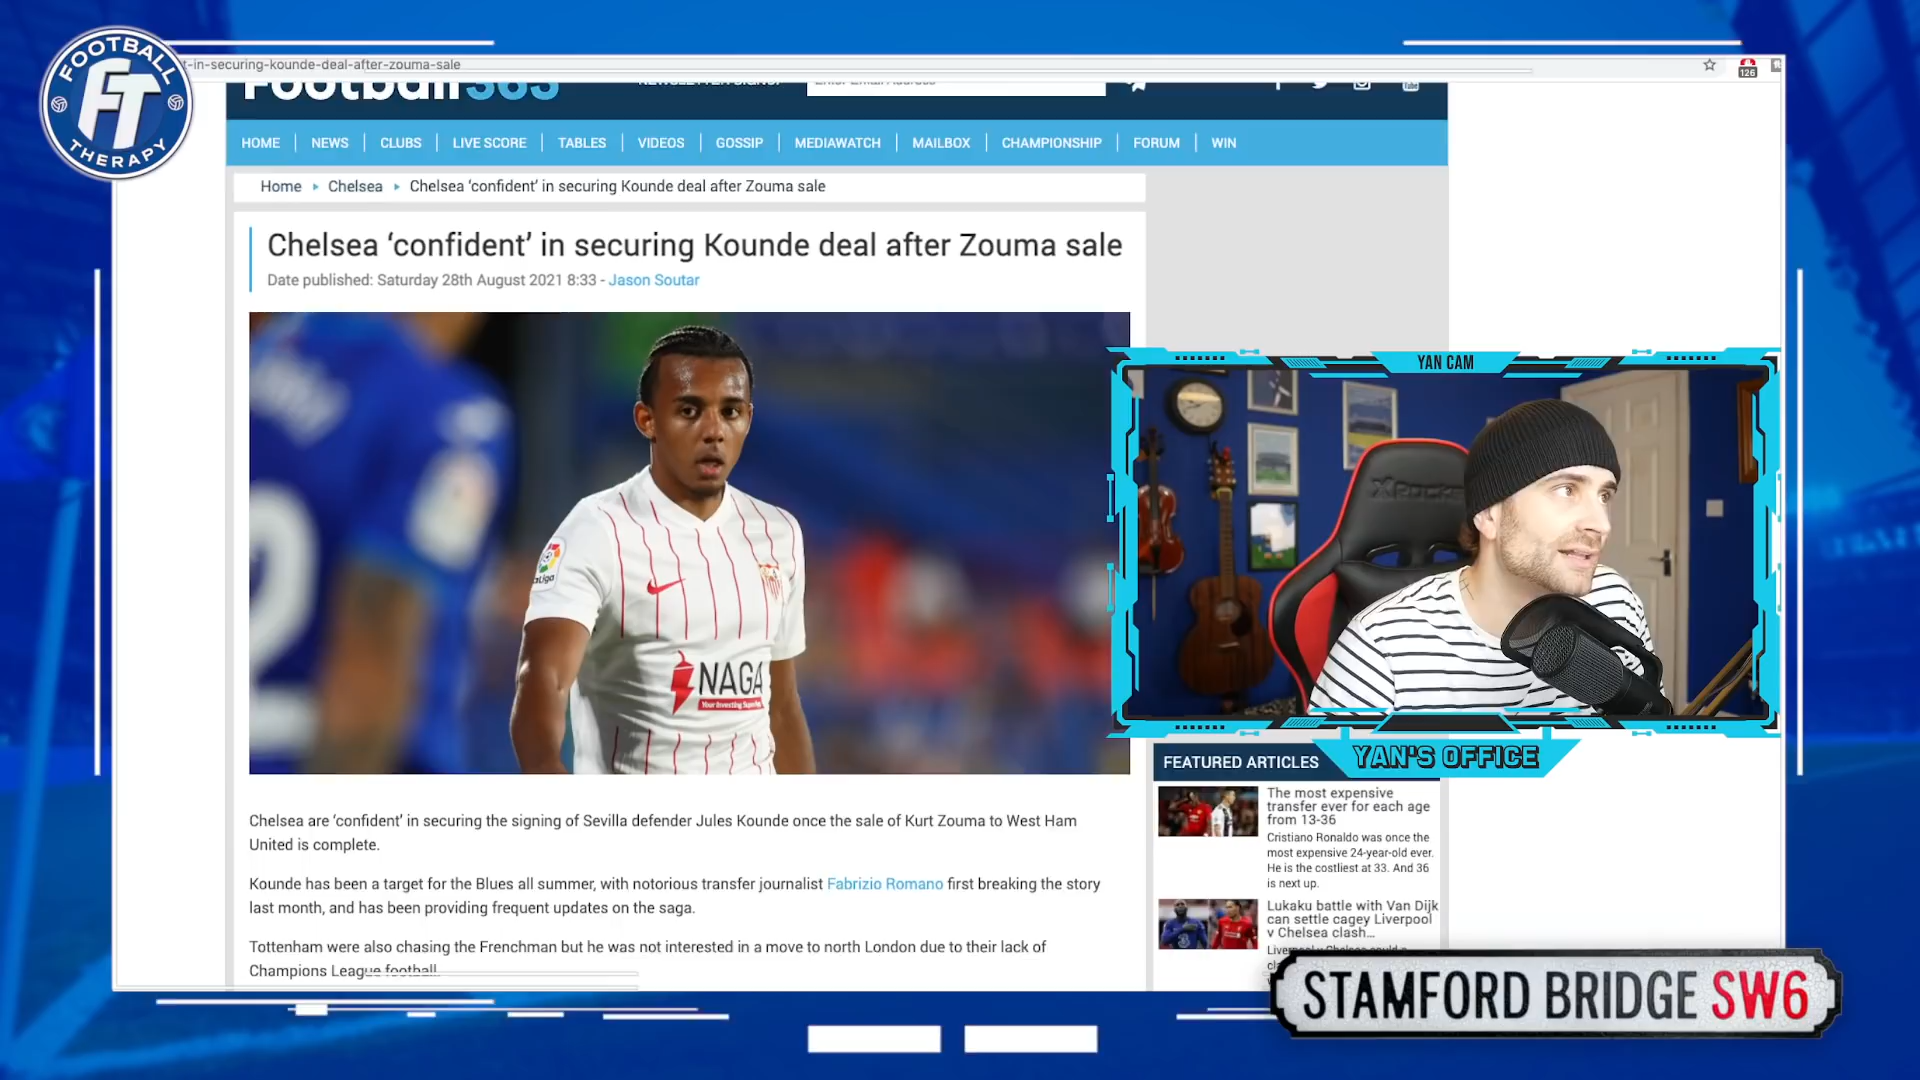 FOOTBALL
FT
THERAPY
t-in-securing-kounde-deal-after-zouma-sale
126
Football365
HOME
NEWS
CLUBS
LIVE SCORE
TABLES
VIDEOS
GOSSIP
MEDIAWATCH
MAILBOX
CHAMPIONSHIP
FORUM
WIN
Home
Chelsea
Chelsea ‘confident’ in securing Kounde deal after Zouma sale
Chelsea ‘confident’ in securing Kounde deal after Zouma sale
Date published: Saturday 28th August 2021 8:33 - Jason Soutar
NAGA
YAN CAM
XROCKER
YAN'S OFFICE
Chelsea are ‘confident’ in securing the signing of Sevilla defender Jules Kounde once the sale of Kurt Zouma to West Ham
United is complete.
Kounde has been a target for the Blues all summer, with notorious transfer journalist Fabrizio Romano first breaking the story
last month, and has been providing frequent updates on the saga.
Tottenham were also chasing the Frenchman but he was not interested in a move to north London due to their lack of
Champions League football.
FEATURED ARTICLES
The most expensive
transfer ever for each age
from 13-36
Cristiano Ronaldo was once the
most expensive 24-year-old ever.
He is the costliest at 33. And 36
is next up.
Lukaku battle with Van Dijk
can settle cagey Liverpool
v Chelsea clash...
STAMFORD BRIDGE SW6